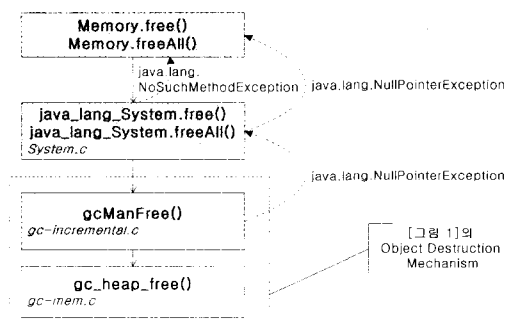 Memory.free()
Memory.freeAll()
java.lang.
NoSuchMethodException
java.lang.NullPointerException
java_lang_System.free()
java_lang_System.freeAll()
System.c
java.lang.NullPointerException
gcManFree()
gc-incremental.c
[그림 1]의
Object Destruction
Mechanism
gc_heap_free()
gc-mem.c